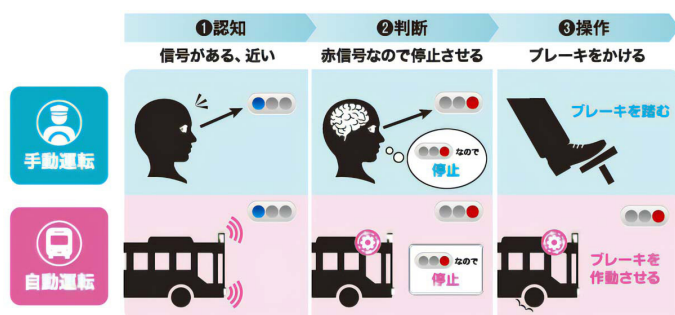 ❶認知
❷判断
❸操作
信号がある、近い
赤信号なので停止させる
ブレーキをかける
手動運転
なので
停止
ブレーキを踏む
自動運転
なので
停止
ブレーキを
作動させる